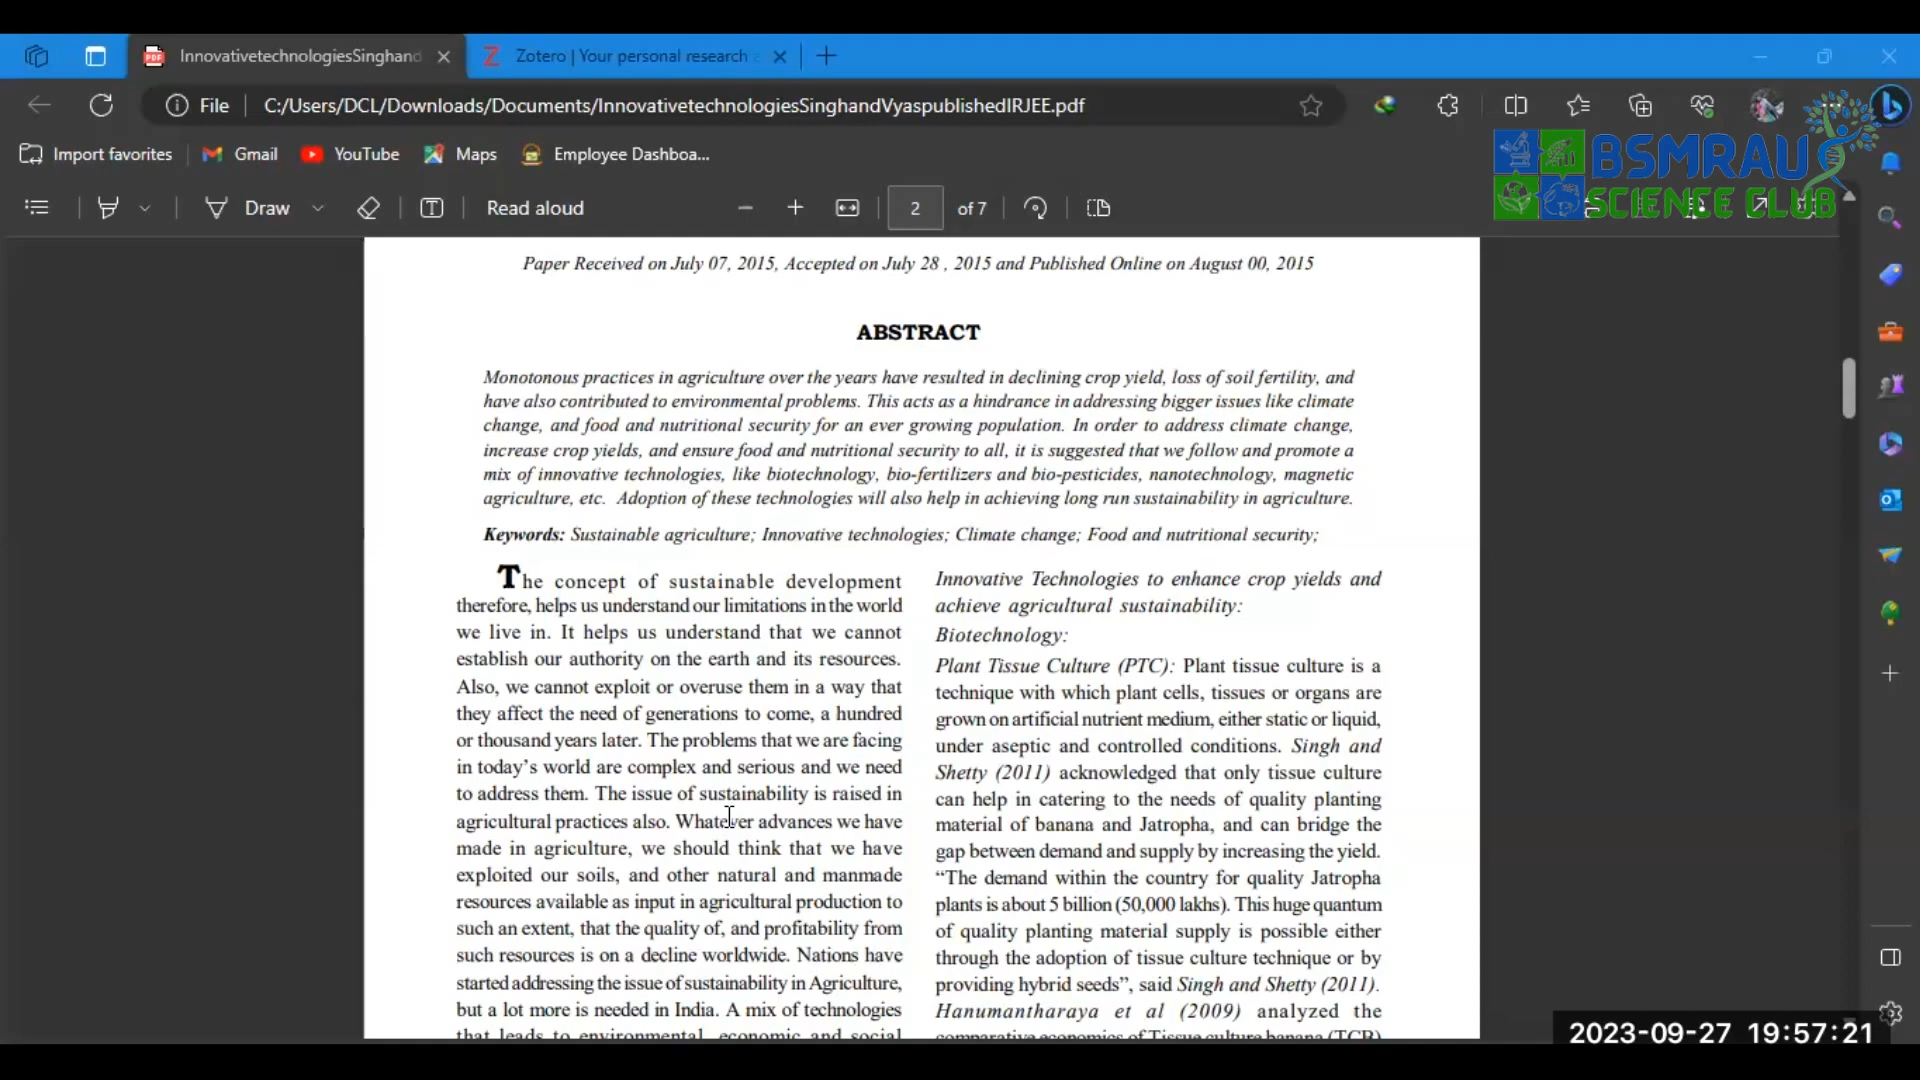 InnovativetechnologiesSinghand
Zotero | Your personal research a
File
C:/Users/DCL/Downloads/Documents/InnovativetechnologiesSinghandVyaspublishedIRJEE.pdf
Import favorites
Gmail
YouTube
Maps
Employee Dashboa...
BSMRAU
SCIENCE CLUB
Draw
Read aloud
2 of 7
Paper Received on July 07, 2015, Accepted on July 28 , 2015 and Published Online on August 00, 2015
ABSTRACT
Monotonous practices in agriculture over the years have resulted in declining crop yield, loss of soil fertility, and
have also contributed to environmental problems. This acts as a hindrance in addressing bigger issues like climate
change, and food and nutritional security for an ever growing population. In order to address climate change,
increase crop yields, and ensure food and nutritional security to all, it is suggested that we follow and promote a
mix of innovative technologies, like biotechnology, bio-fertilizers and bio-pesticides, nanotechnology, magnetic
agriculture, etc. Adoption of these technologies will also help in achieving long run sustainability in agriculture.
Keywords: Sustainable agriculture; Innovative technologies; Climate change; Food and nutritional security;
The concept of sustainable development
therefore, helps us understand our limitations in the world
we live in. It helps us understand that we cannot
establish our authority on the earth and its resources.
Also, we cannot exploit or overuse them in a way that
they affect the need of generations to come, a hundred
or thousand years later. The problems that we are facing
in today's world are complex and serious and we need
to address them. The issue of sustainability is raised in
agricultural practices also. Whatever advances we have
made in agriculture, we should think that we have
exploited our soils, and other natural and manmade
resources available as input in agricultural production to
such an extent, that the quality of, and profitability from
such resources is on a decline worldwide. Nations have
started addressing the issue of sustainability in Agriculture,
but a lot more is needed in India. A mix of technologies
that leads to environmental, economic and social
Innovative Technologies to enhance crop yields and
achieve agricultural sustainability:
Biotechnology:
Plant Tissue Culture (PTC): Plant tissue culture is a
technique with which plant cells, tissues or organs are
grown on artificial nutrient medium, either static or liquid,
under aseptic and controlled conditions. Singh and
Shetty (2011) acknowledged that only tissue culture
can help in catering to the needs of quality planting
material of banana and Jatropha, and can bridge the
gap between demand and supply by increasing the yield.
“The demand within the country for quality Jatropha
plants is about 5 billion (50,000 lakhs). This huge quantum
of quality planting material supply is possible either
through the adoption of tissue culture technique or by
providing hybrid seeds”, said Singh and Shetty (2011).
Hanumantharaya et al (2009) analyzed the
comparative economics of Tissue culture banana (TCB)
2023-09-27 19:57:21